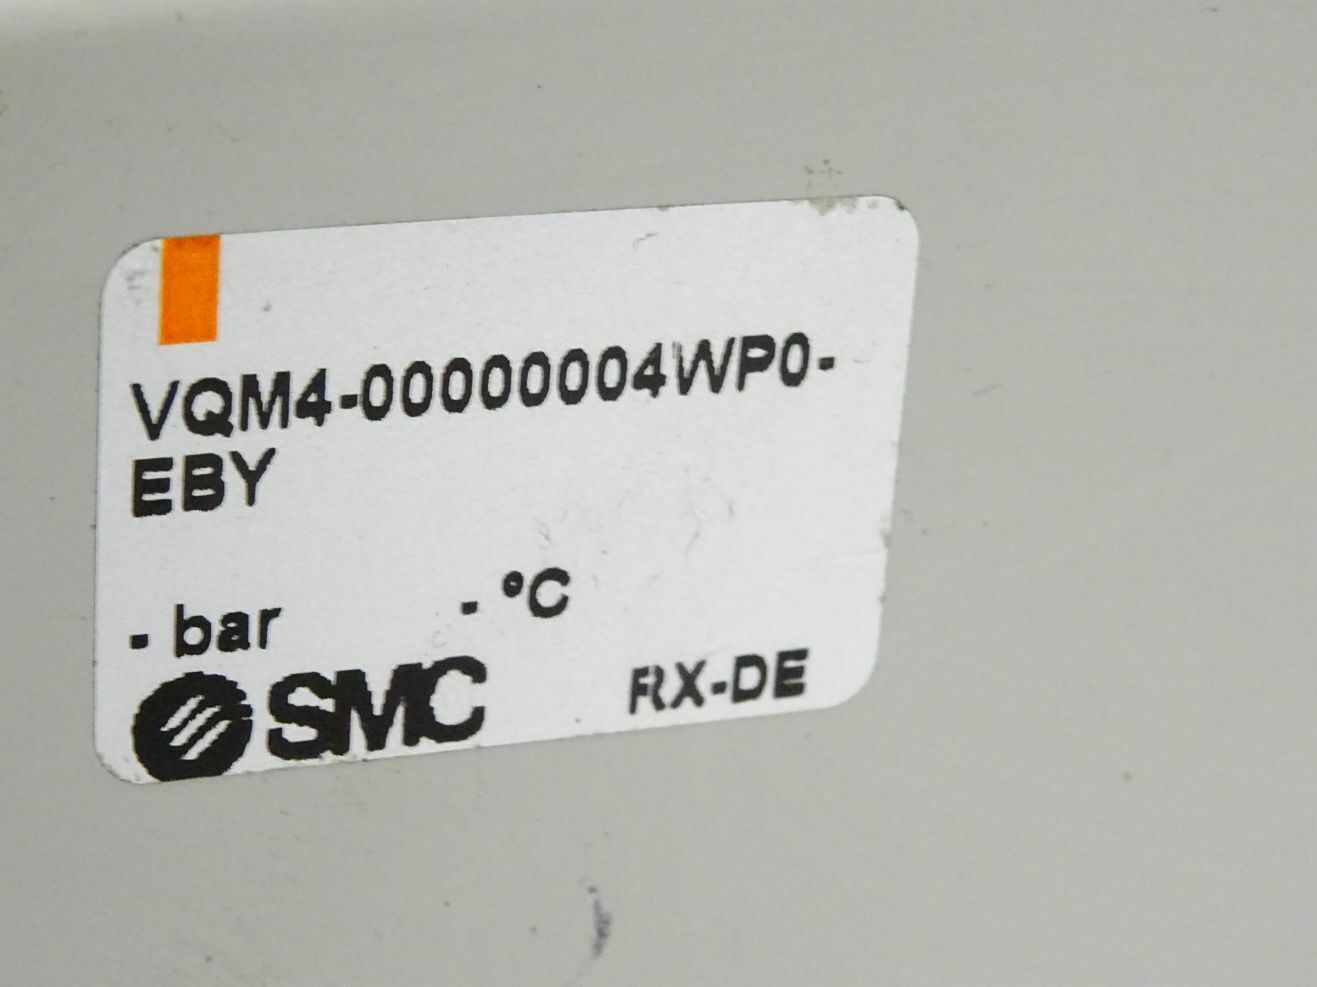 VQM4-00000004WP0-
EBY
- bar - °C
SMC RX-DE